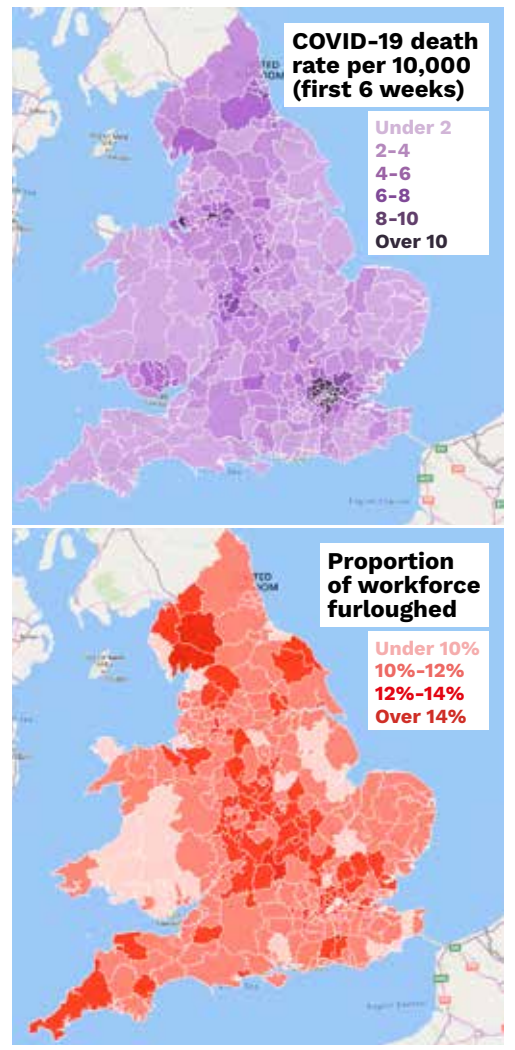 COVID-19 death
rate per 10,000
(first 6 weeks)
Under 2
2-4
4-6
6-8
8-10
Over 10
Proportion
of workforce
furloughed
Under 10%
10%-12%
12%-14%
Over 14%